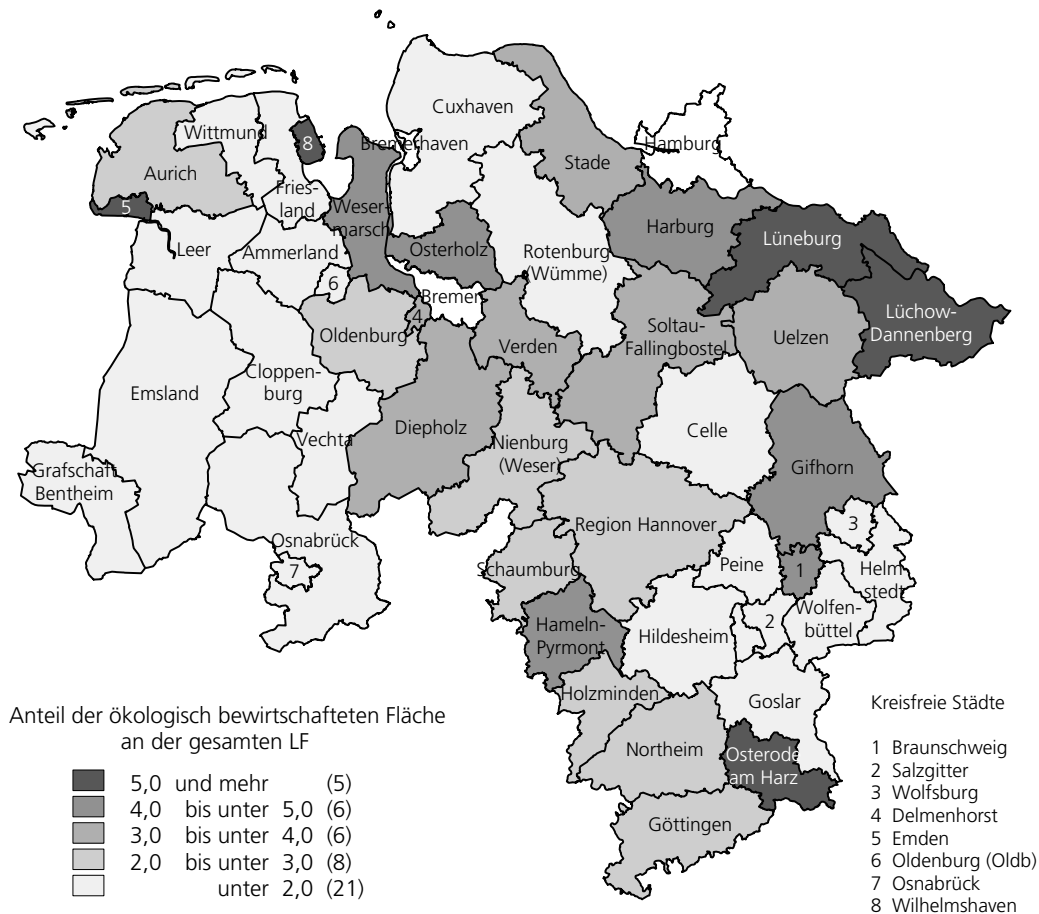 Cuxhaven
Wittmund
8
Bremerhaven
Hamburg
Stade
Aurich
Fries-
land
Weser-
marsch
5
Harburg
Lüneburg
Leer
Ammerland
Osterholz
Rotenburg
(Wümme)
6
Bremen
4
Oldenburg
Verden
Soltau-
Fallingbostel
Uelzen
Lüchow-
Dannenberg
Emsland
Cloppen-
burg
Diepholz
Vechta
Nienburg
(Weser)
Celle
Gifhorn
Grafschaft
Bentheim
Region Hannover
3
Osnabrück
7
Schaumburg
Peine
1
Helm-
stedt
Hameln-
Pyrmont
Hildesheim
2
Wolfen-
büttel
Holzminden
Goslar
Northeim
Osterode
am Harz
Göttingen
Anteil der ökologisch bewirtschafteten Fläche
an der gesamten LF
5,0 und mehr (5)
4,0 bis unter 5,0 (6)
3,0 bis unter 4,0 (6)
2,0 bis unter 3,0 (8)
unter 2,0 (21)
Kreisfreie Städte
1 Braunschweig
2 Salzgitter
3 Wolfsburg
4 Delmenhorst
5 Emden
6 Oldenburg (Oldb)
7 Osnabrück
8 Wilhelmshaven